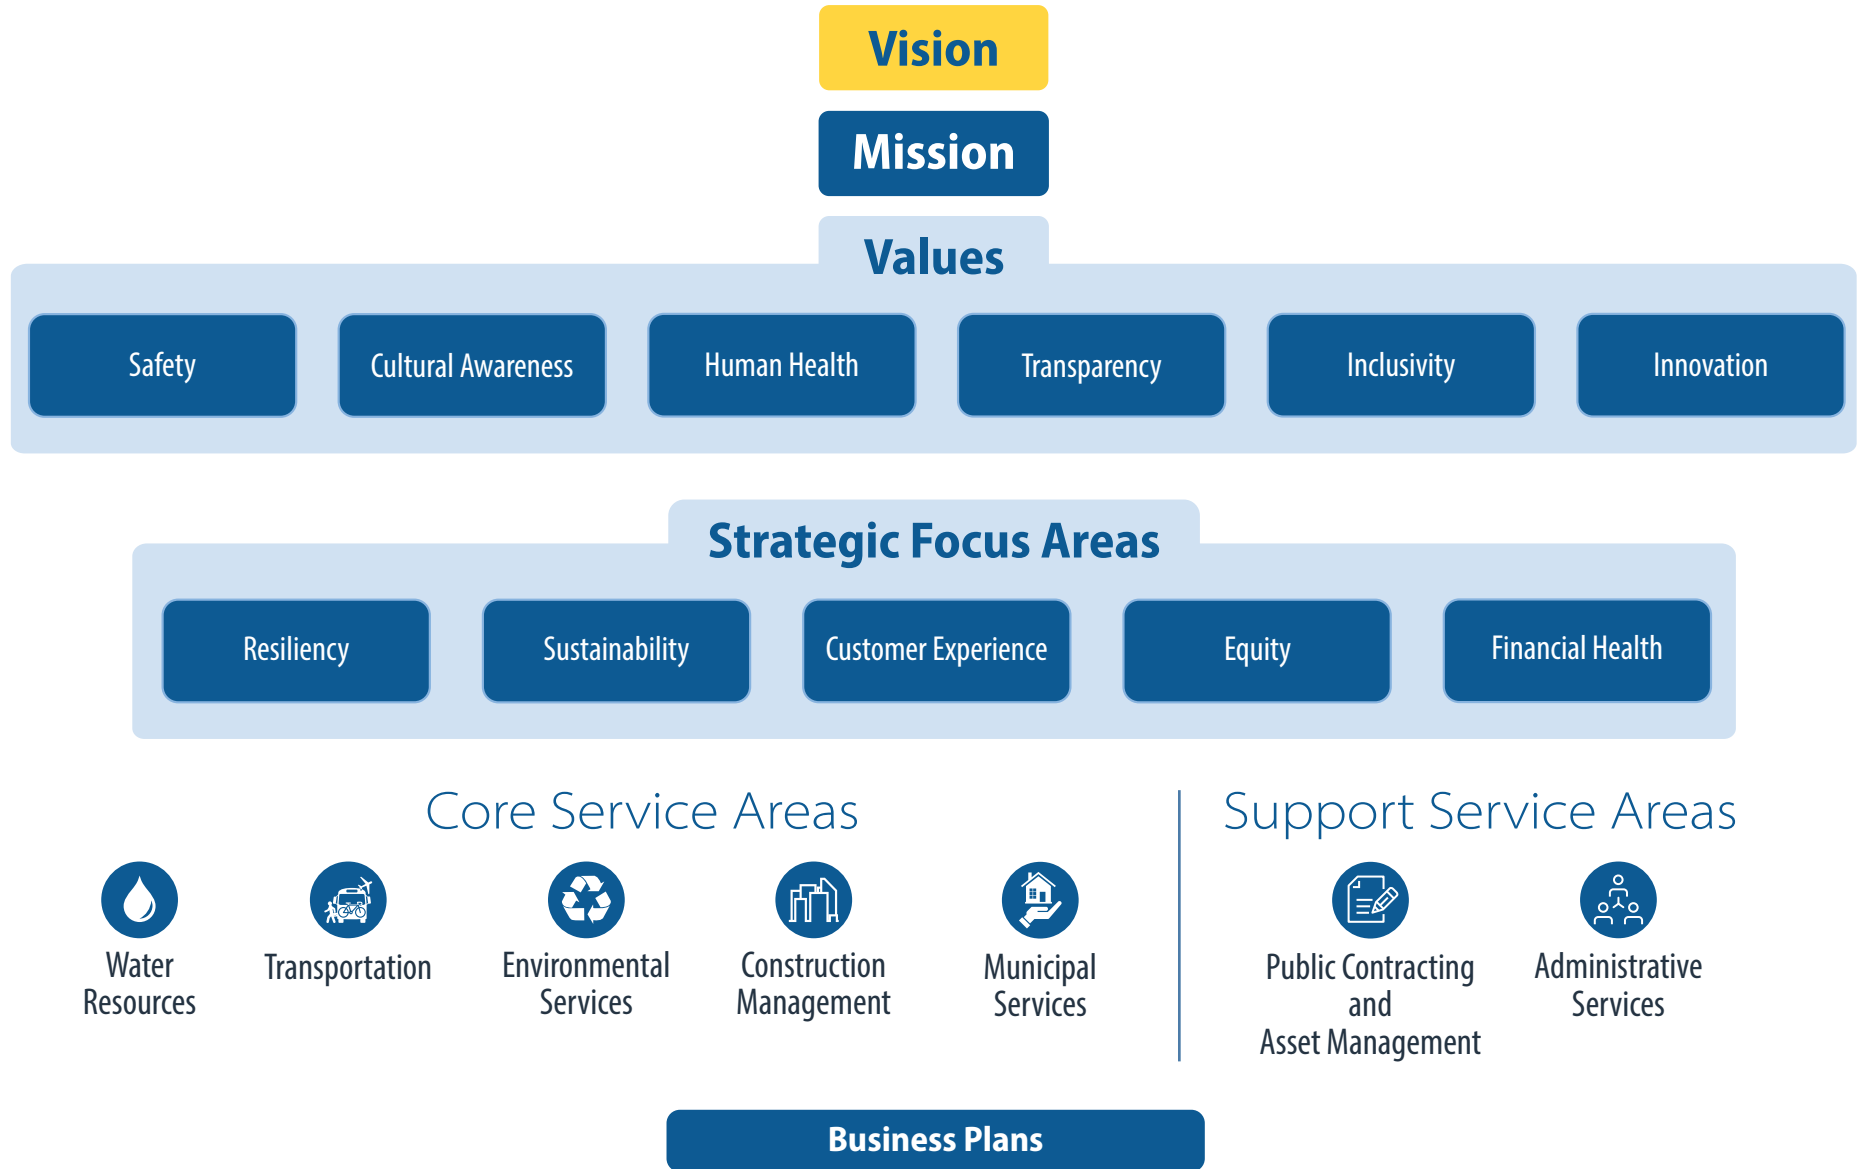 Vision
Mission
Values
Safety
Cultural Awareness
Human Health
Transparency
Inclusivity
Innovation
Strategic Focus Areas
Resiliency
Sustainability
Customer Experience
Equity
Financial Health
Core Service Areas
Water
Resources
Transportation
Environmental
Services
Construction
Management
Municipal
Services
Support Service Areas
Public Contracting
and
Asset Management
Administrative
Services
Business Plans